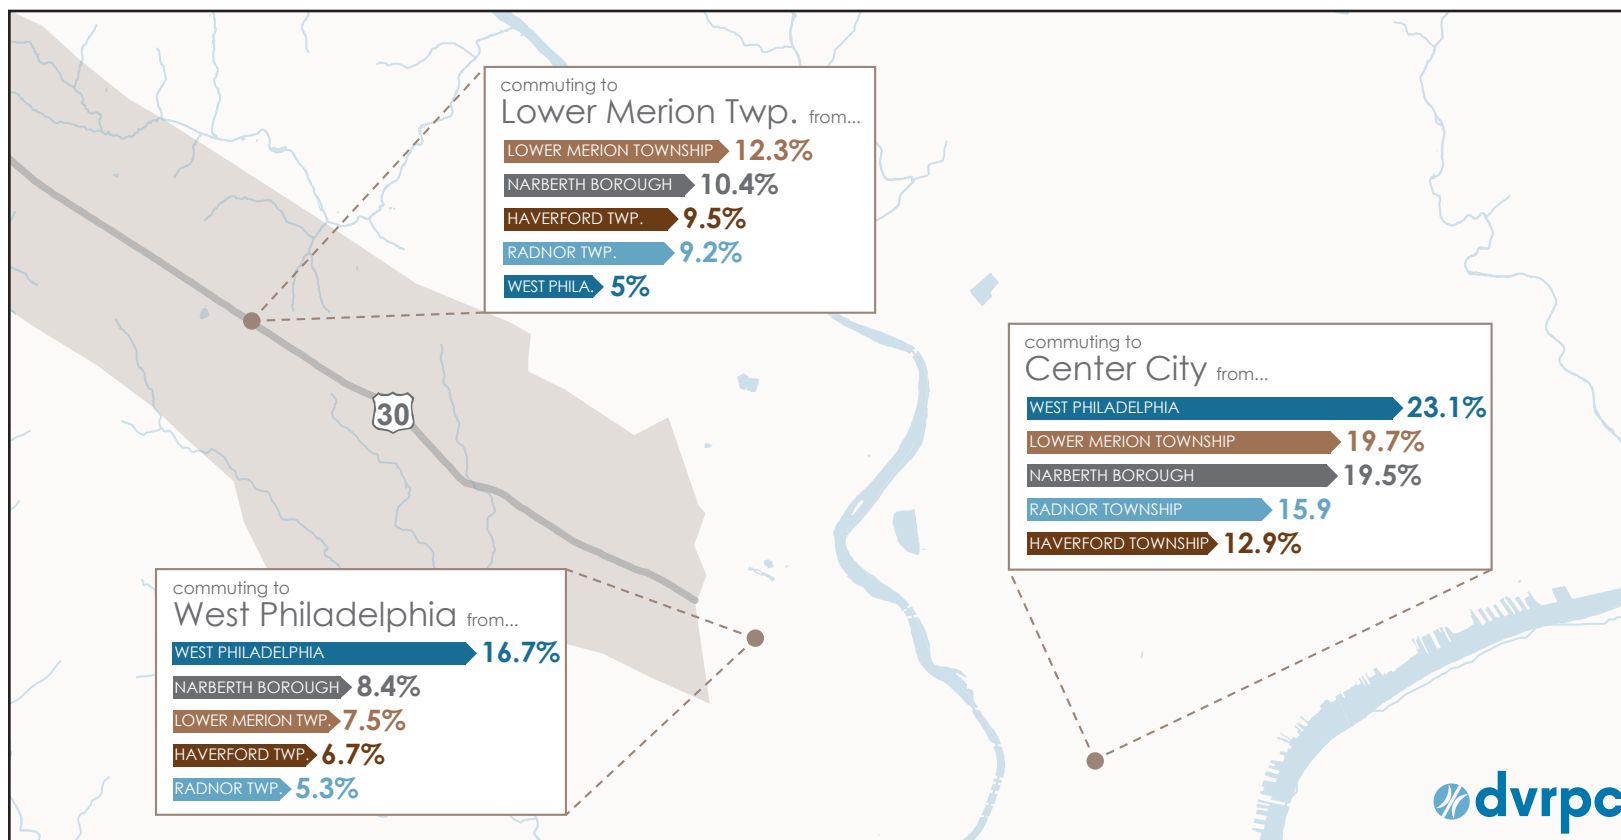 commuting to
Lower Merion Twp. from...
LOWER MERION TOWNSHIP 12.3%
NARBERTH BOROUGH 10.4%
HAVERFORD TWP. 9.5%
RADNOR TWP. 9.2%
WEST PHILA. 5%
30
commuting to
Center City from...
WEST PHILADELPHIA 23.1%
LOWER MERION TOWNSHIP 19.7%
NARBERTH BOROUGH 19.5%
RADNOR TOWNSHIP 15.9
HAVERFORD TOWNSHIP 12.9%
commuting to
West Philadelphia from...
WEST PHILADELPHIA 16.7%
NARBERTH BOROUGH 8.4%
LOWER MERION TWP. 7.5%
HAVERFORD TWP. 6.7%
RADNOR TWP. 5.3%
dvrpc